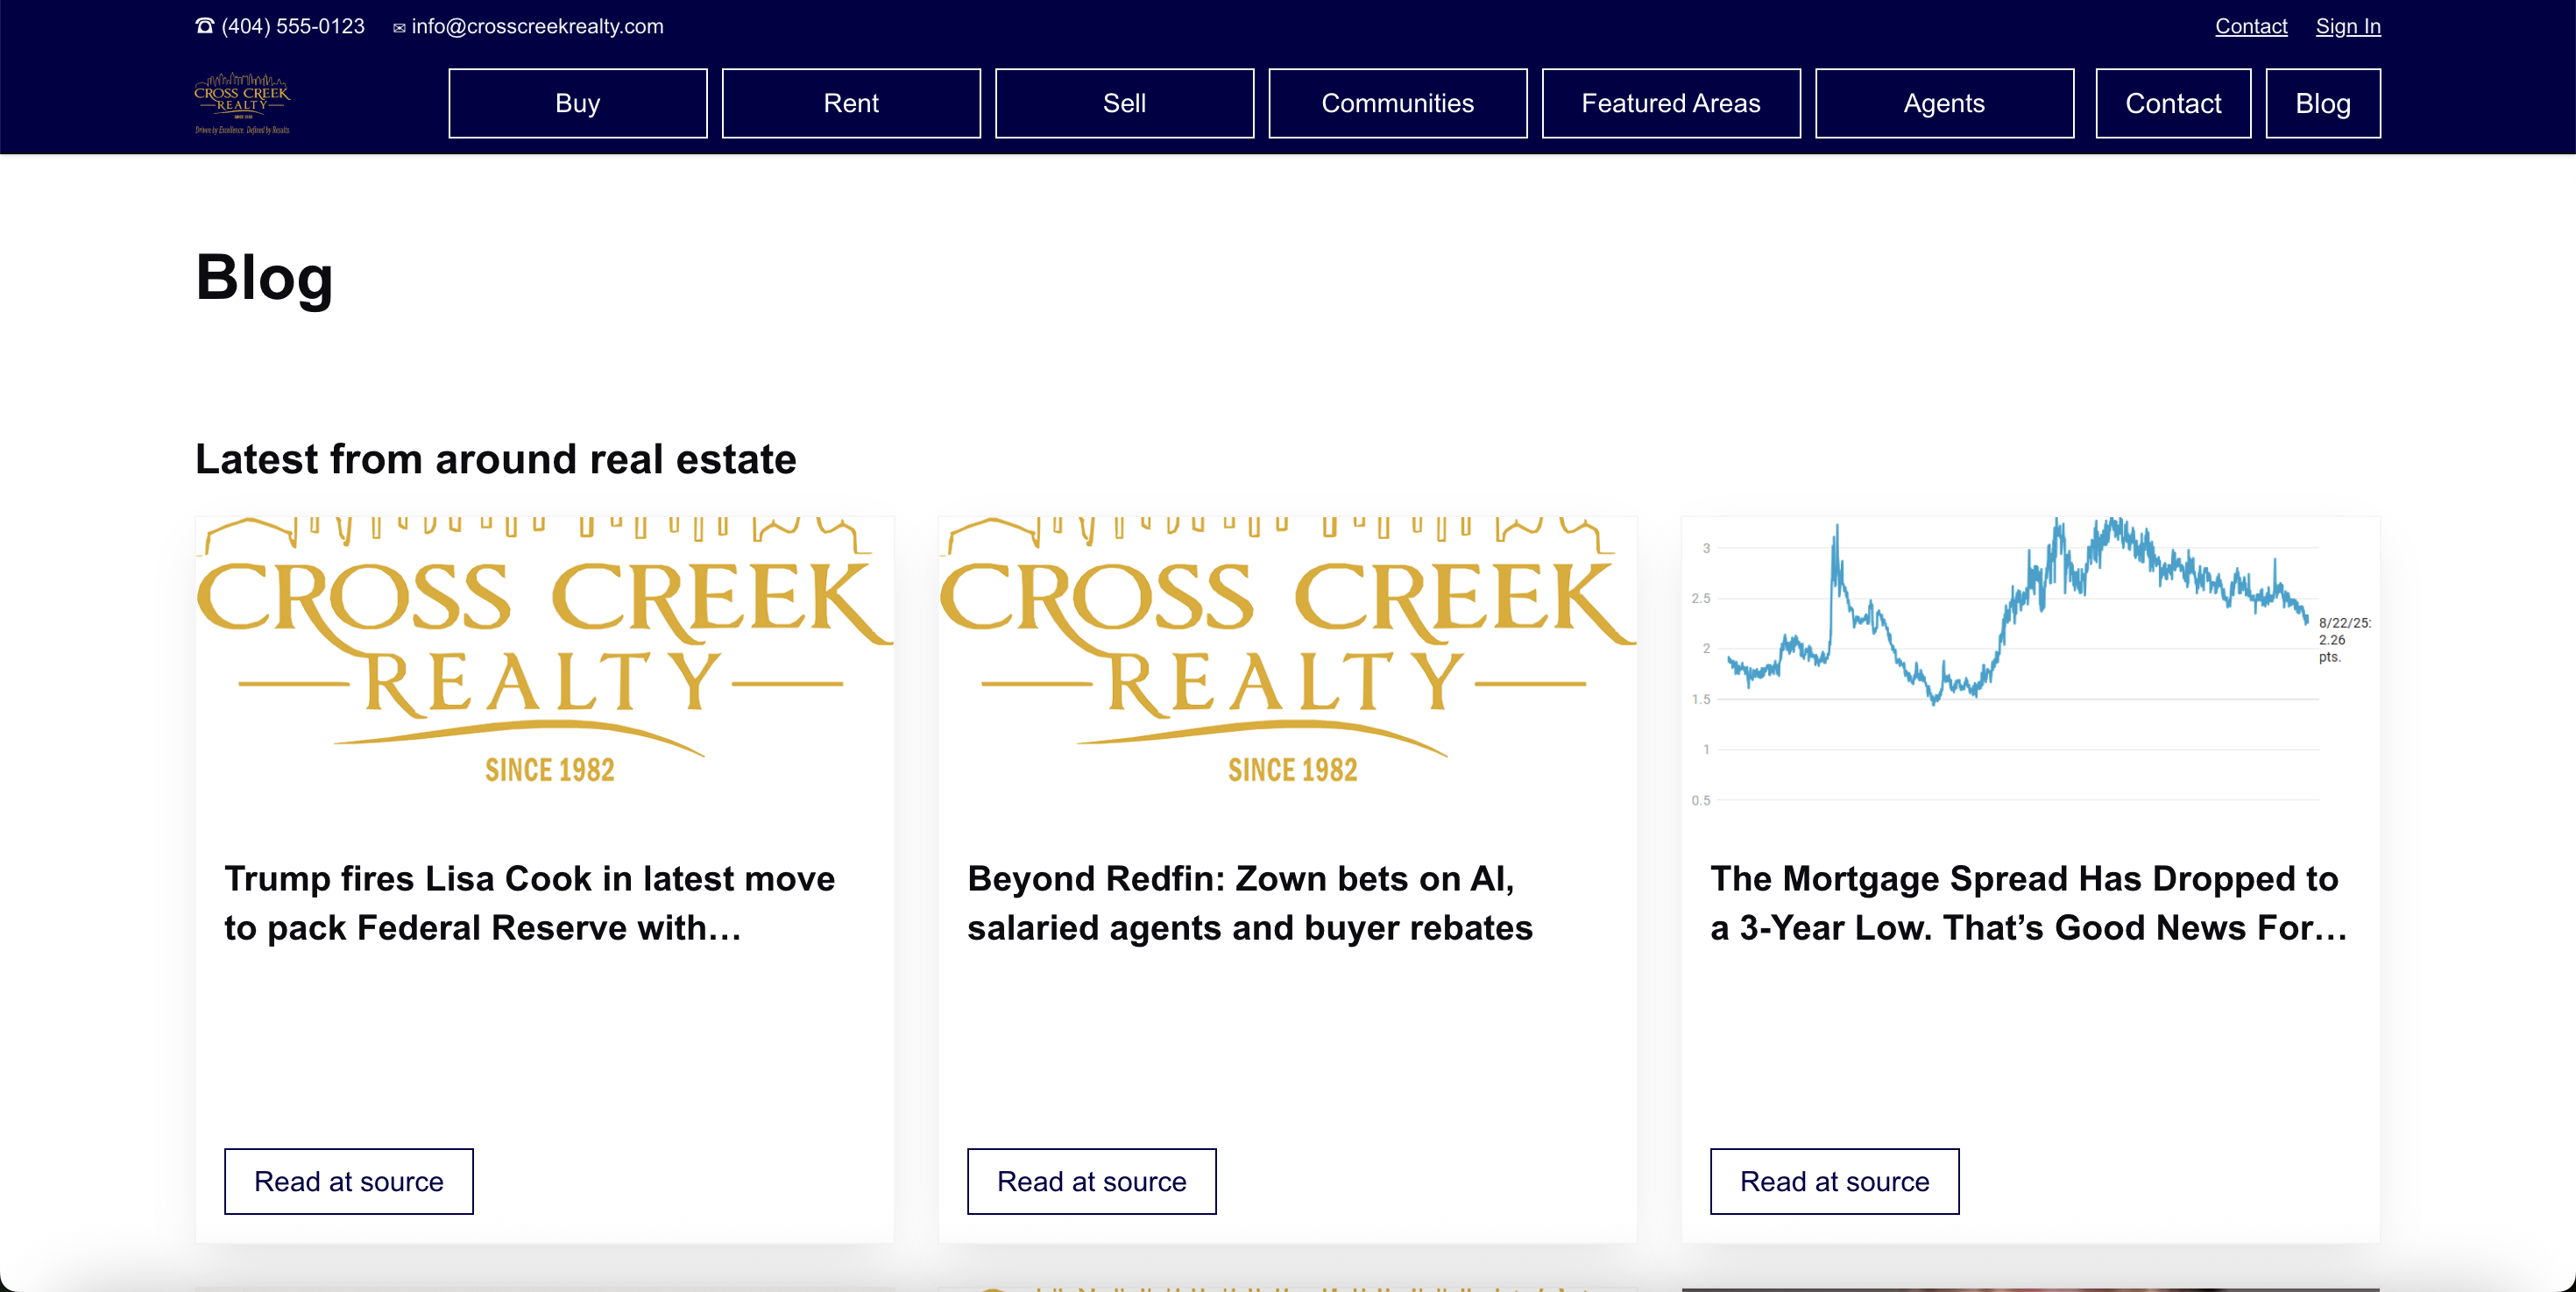 ☎ (404) 555-0123 ✉ info@crosscreekrealty.com Contact Sign In
CROSS CREEK
REALTY
SINCE 1982
Driven by Excellence. Defined by Results.
Buy Rent Sell Communities Featured Areas Agents Contact Blog
Blog
Latest from around real estate
CROSS CREEK
REALTY
SINCE 1982
Trump fires Lisa Cook in latest move
to pack Federal Reserve with…
Read at source
CROSS CREEK
REALTY
SINCE 1982
Beyond Redfin: Zown bets on AI,
salaried agents and buyer rebates
Read at source
3
2.5
2
1.5
1
0.5
8/22/25:
2.26
pts.
The Mortgage Spread Has Dropped to
a 3-Year Low. That’s Good News For…
Read at source